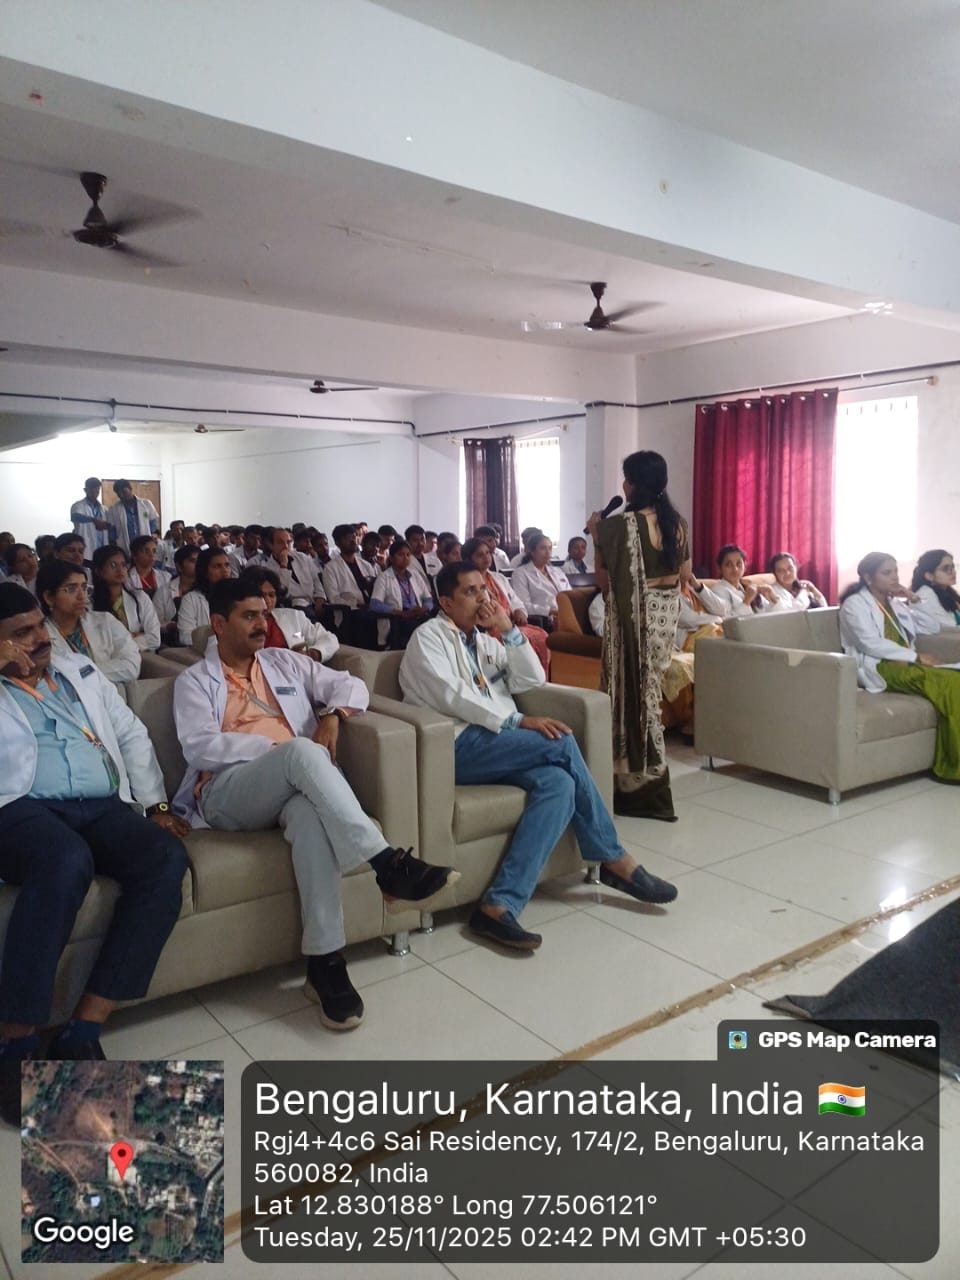 GPS Map Camera
Bengaluru, Karnataka, India 🇮🇳
Rgj4+4c6 Sai Residency, 174/2, Bengaluru, Karnataka
560082, India
Lat 12.830188° Long 77.506121°
Tuesday, 25/11/2025 02:42 PM GMT +05:30
Google